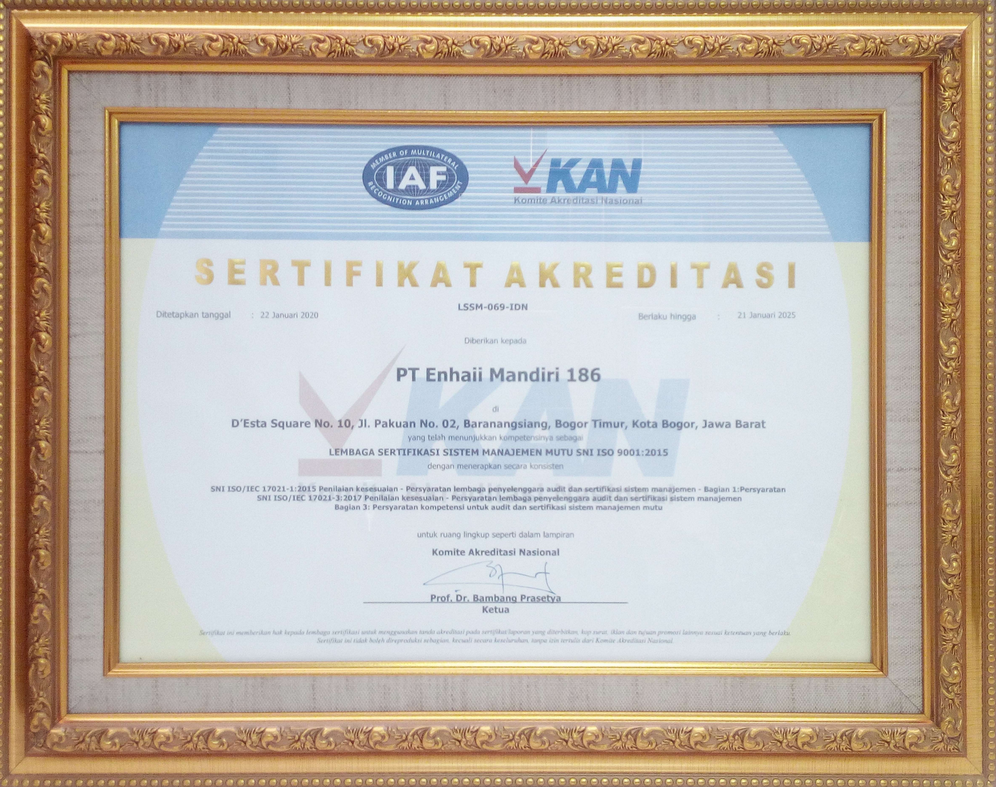 MEMBER OF MULTILATERAL
IAF
RECOGNITION ARRANGEMENT
KAN
Komite Akreditasi Nasional
SERTIFIKAT AKREDITASI
LSSM-069-IDN
Ditetapkan tanggal : 22 Januari 2020
Berlaku hingga : 21 Januari 2025
Diberikan kepada
PT Enhaii Mandiri 186
di
D'Esta Square No. 10, Jl. Pakuan No. 02, Baranangsiang, Bogor Timur, Kota Bogor, Jawa Barat
yang telah menunjukkan kompetensinya sebagai
LEMBAGA SERTIFIKASI SISTEM MANAJEMEN MUTU SNI ISO 9001:2015
dengan menerapkan secara konsisten
SNI ISO/IEC 17021-1:2015 Penilaian kesesuaian - Persyaratan lembaga penyelenggara audit dan sertifikasi sistem manajemen - Bagian 1:Persyaratan
SNI ISO/IEC 17021-3:2017 Penilaian kesesuaian - Persyaratan lembaga penyelenggara audit dan sertifikasi sistem manajemen
Bagian 3: Persyaratan kompetensi untuk audit dan sertifikasi sistem manajemen mutu
untuk ruang lingkup seperti dalam lampiran
Komite Akreditasi Nasional
Prof. Dr. Bambang Prasetya
Ketua
Sertifikat ini memberikan hak kepada lembaga sertifikasi untuk menggunakan tanda akreditasi pada sertifikat/laporan yang diterbitkan, kop surat, iklan dan tujuan promosi lainnya sesuai ketentuan yang berlaku.
Sertifikat ini tidak boleh direproduksi sebagian, kecuali secara keseluruhan, tanpa izin tertulis dari Komite Akreditasi Nasional.